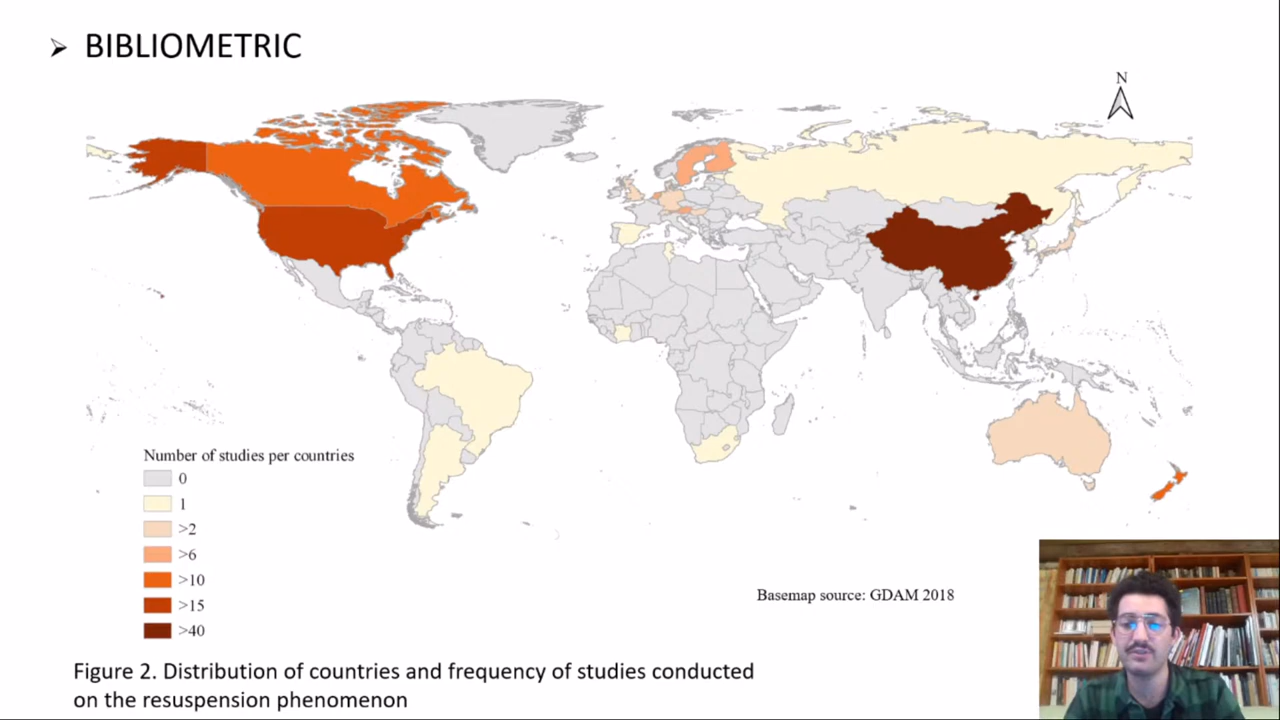 BIBLIOMETRIC
N
Number of studies per countries
0
1
>2
>6
>10
>15
>40
Basemap source: GDAM 2018
Figure 2. Distribution of countries and frequency of studies conducted
on the resuspension phenomenon